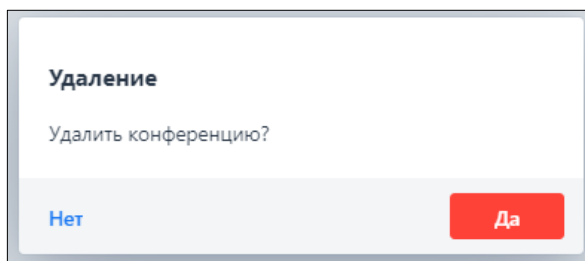 Удаление
Удалить конференцию?
Нет Да